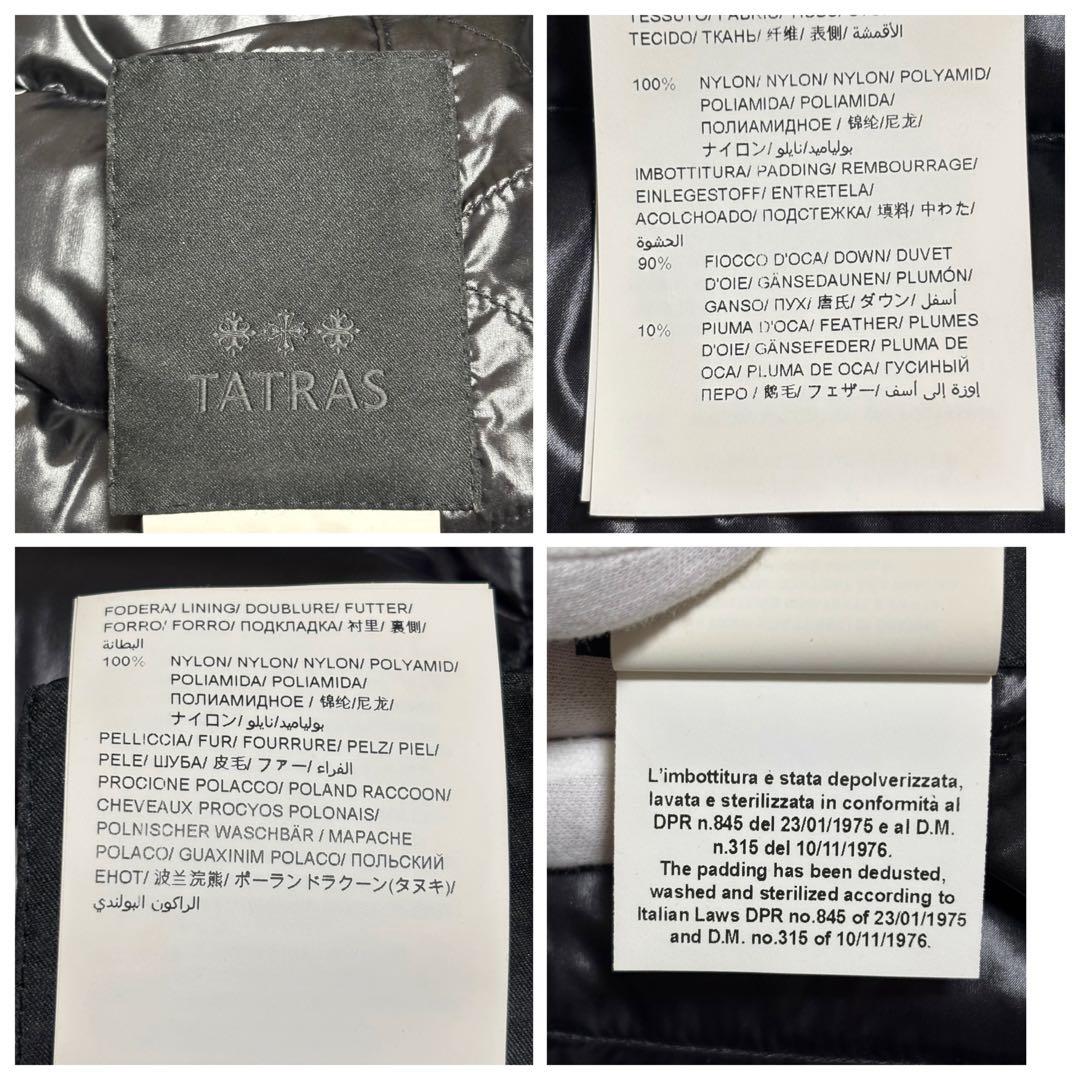 TATRAS
TECIDO/ ТКАНЬ/ 纤维/ 表側/ الأقمشة
100% NYLON/ NYLON/ NYLON/ POLYAMID/
POLIAMIDA/ POLIAMIDA/
ПОЛИАМИДНОЕ / 锦纶/尼龙/
ナイロン/ بولياميد/نايلو
IMBOTTITURA/ PADDING/ REMBOURRAGE/
EINLEGESTOFF/ ENTRETELA/
ACOLCHOADO/ ПОДСТЕЖКА/ 填料/ 中わた/
الحشوة
90% FIOCCO D'OCA/ DOWN/ DUVET
D'OIE/ GÄNSEDAUNEN/ PLUMÓN/
GANSO/ ПУХ/ 唐氏/ ダウン/ أسفل/
10% PIUMA D'OCA/ FEATHER/ PLUMES
D'OIE/ GÄNSEFEDER/ PLUMA DE
OCA/ PLUMA DE OCA/ ГУСИНЫЙ
ПЕРО / 鹅毛/ フェザー/ إوزة إلى أسف
FODERA/ LINING/ DOUBLURE/ FUTTER/
FORRO/ FORRO/ ПОДКЛАДКА/ 衬里/ 裏側/
البطانة
100% NYLON/ NYLON/ NYLON/ POLYAMID/
POLIAMIDA/ POLIAMIDA/
ПОЛИАМИДНОЕ / 锦纶/尼龙/
ナイロン/ بولياميد/نايلو
PELLICCIA/ FUR/ FOURRURE/ PELZ/ PIEL/
PELE/ ШУБА/ 皮毛/ ファー/ الفراء/
PROCIONE POLACCO/ POLAND RACCOON/
CHEVEAUX PROCYOS POLONAIS/
POLNISCHER WASCHBÄR / MAPACHE
POLACO/ GUAXINIM POLACO/ ПОЛЬСКИЙ
ЕНОТ/ 波兰浣熊/ ポーランドラクーン(タヌキ)/
الراكون البولندي
L'imbottitura è stata depolverizzata,
lavata e sterilizzata in conformità al
DPR n.845 del 23/01/1975 e al D.M.
n.315 del 10/11/1976.
The padding has been dedusted,
washed and sterilized according to
Italian Laws DPR no.845 of 23/01/1975
and D.M. no.315 of 10/11/1976.